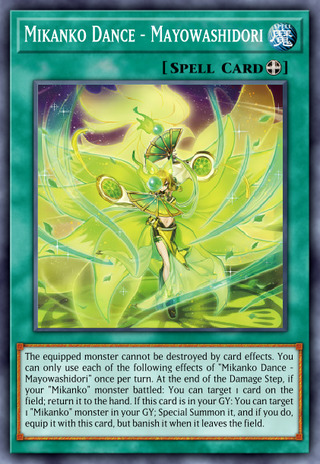 Mikanko Dance - Mayowashidori
魔
[Spell Card]
The equipped monster cannot be destroyed by card effects. You
can only use each of the following effects of "Mikanko Dance -
Mayowashidori" once per turn. At the end of the Damage Step, if
your "Mikanko" monster battled: You can target 1 card on the
field; return it to the hand. If this card is in your GY: You can target
1 "Mikanko" monster in your GY; Special Summon it, and if you do,
equip it with this card, but banish it when it leaves the field.